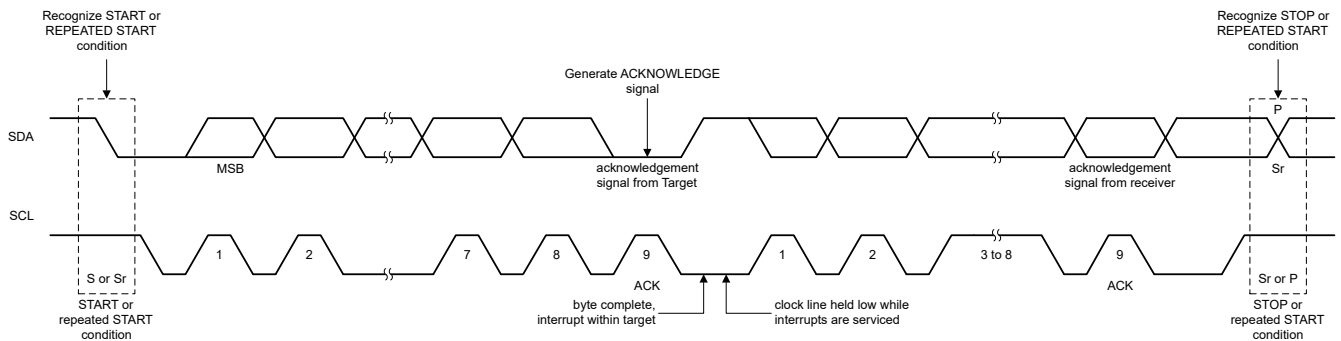 Recognize START or
REPEATED START
condition
Recognize STOP or
REPEATED START
condition
Generate ACKNOWLEDGE
signal
P
SDA
MSB
acknowledgement
signal from Target
acknowledgement
signal from receiver
Sr
SCL
1
2
7
8
9
1
2
3 to 8
9
S or Sr
ACK
ACK
Sr or P
START or
repeated START
condition
byte complete,
interrupt within target
clock line held low while
interrupts are serviced
STOP or
repeated START
condition